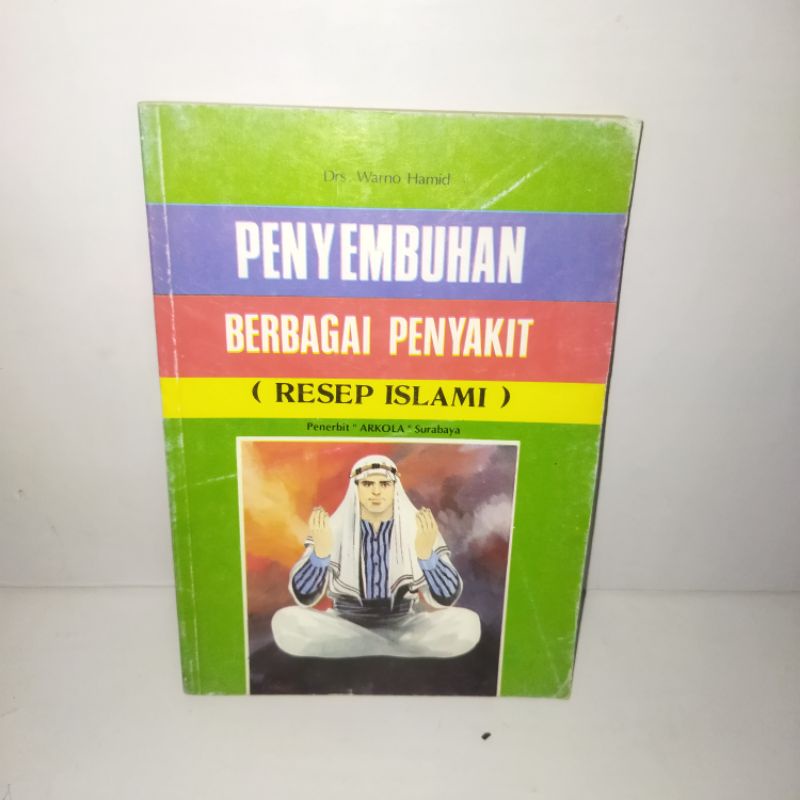 Drs. Warno Hamid
PENYEMBUHAN
BERBAGAI PENYAKIT
( RESEP ISLAMI )
Penerbit " ARKOLA " Surabaya